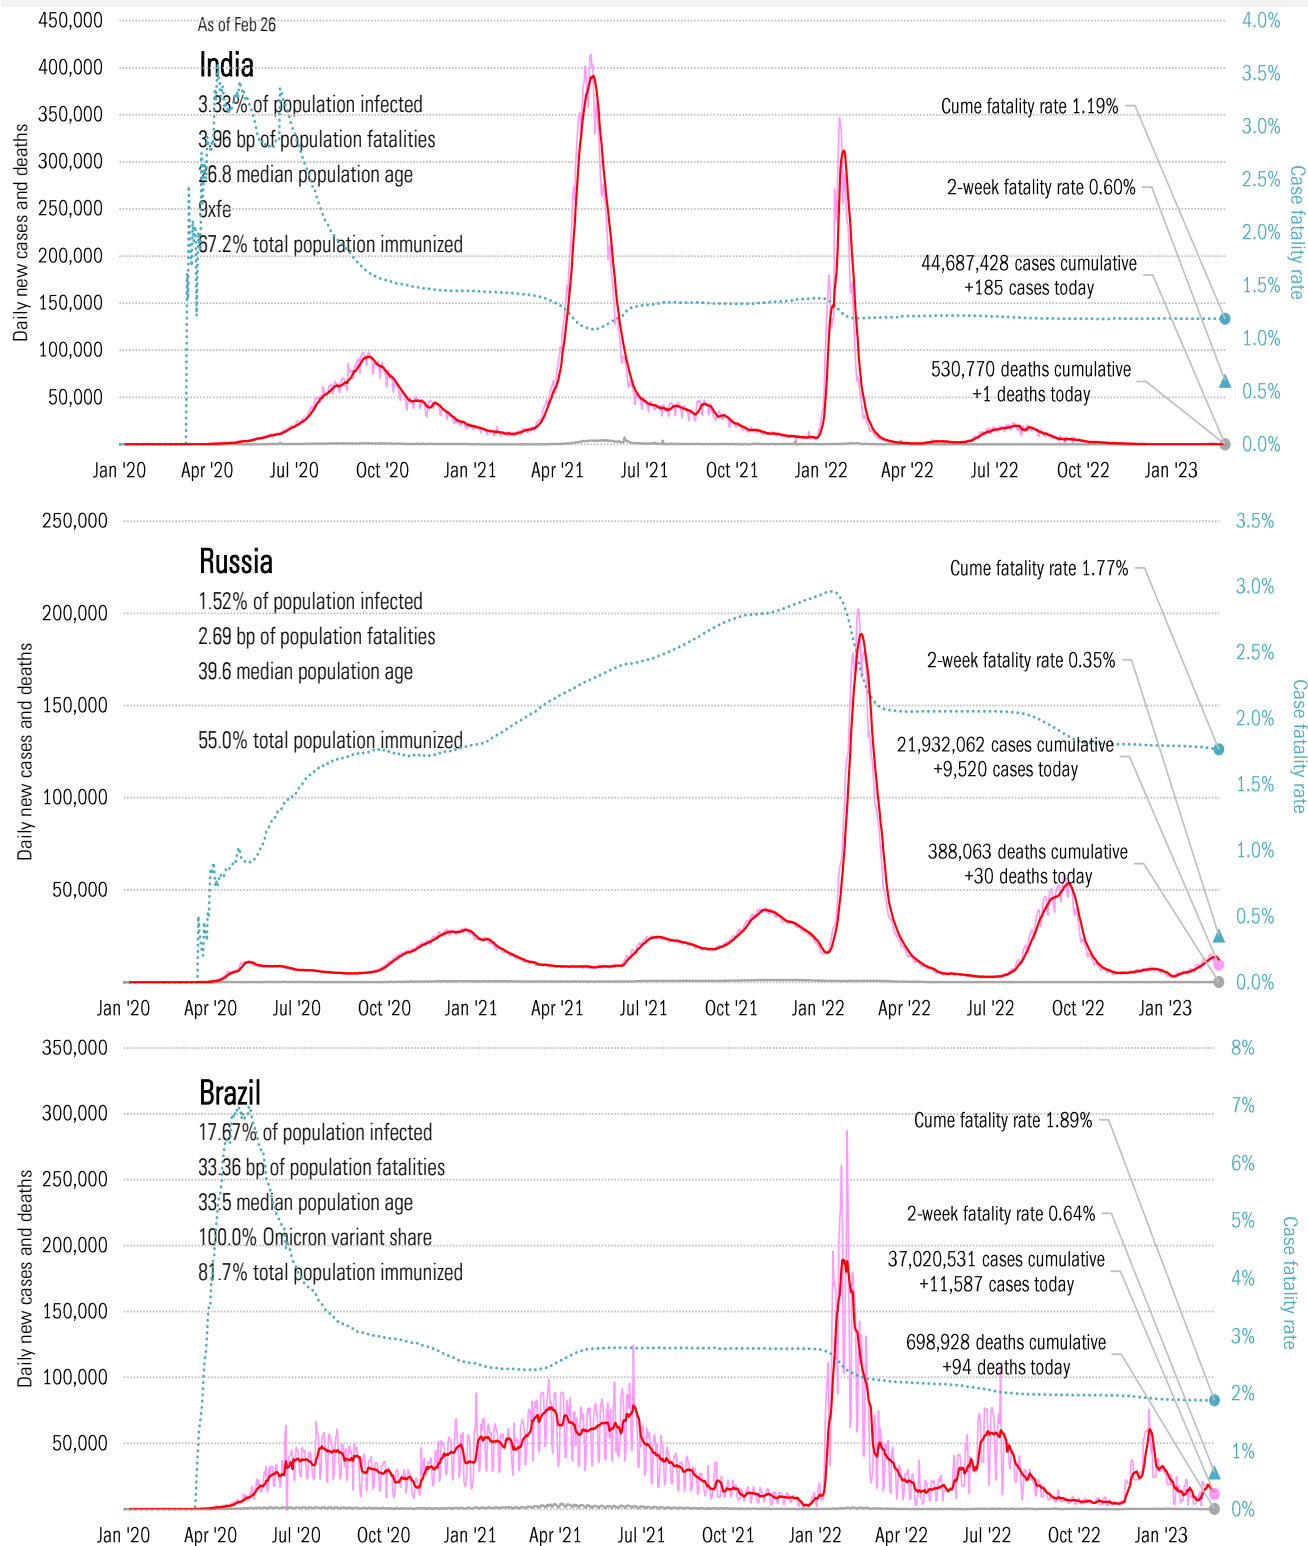 As of Feb 26
India
3.33% of population infected
3.96 bp of population fatalities
26.8 median population age
9xfe
67.2% total population immunized
Cume fatality rate 1.19%
2-week fatality rate 0.60%
44,687,428 cases cumulative
+185 cases today
530,770 deaths cumulative
+1 deaths today
Daily new cases and deaths
450,000
400,000
350,000
300,000
250,000
200,000
150,000
100,000
50,000
4.0%
3.5%
3.0%
2.5%
2.0%
1.5%
1.0%
0.5%
0.0%
Case fatality rate
Jan '20 Apr '20 Jul '20 Oct '20 Jan '21 Apr '21 Jul '21 Oct '21 Jan '22 Apr '22 Jul '22 Oct '22 Jan '23
Russia
1.52% of population infected
2.69 bp of population fatalities
39.6 median population age
55.0% total population immunized
Cume fatality rate 1.77%
2-week fatality rate 0.35%
21,932,062 cases cumulative
+9,520 cases today
388,063 deaths cumulative
+30 deaths today
Daily new cases and deaths
250,000
200,000
150,000
100,000
50,000
3.5%
3.0%
2.5%
2.0%
1.5%
1.0%
0.5%
0.0%
Case fatality rate
Jan '20 Apr '20 Jul '20 Oct '20 Jan '21 Apr '21 Jul '21 Oct '21 Jan '22 Apr '22 Jul '22 Oct '22 Jan '23
Brazil
17.67% of population infected
33.36 bp of population fatalities
33.5 median population age
100.0% Omicron variant share
81.7% total population immunized
Cume fatality rate 1.89%
2-week fatality rate 0.64%
37,020,531 cases cumulative
+11,587 cases today
698,928 deaths cumulative
+94 deaths today
Daily new cases and deaths
350,000
300,000
250,000
200,000
150,000
100,000
50,000
8%
7%
6%
5%
4%
3%
2%
1%
0%
Case fatality rate
Jan '20 Apr '20 Jul '20 Oct '20 Jan '21 Apr '21 Jul '21 Oct '21 Jan '22 Apr '22 Jul '22 Oct '22 Jan '23